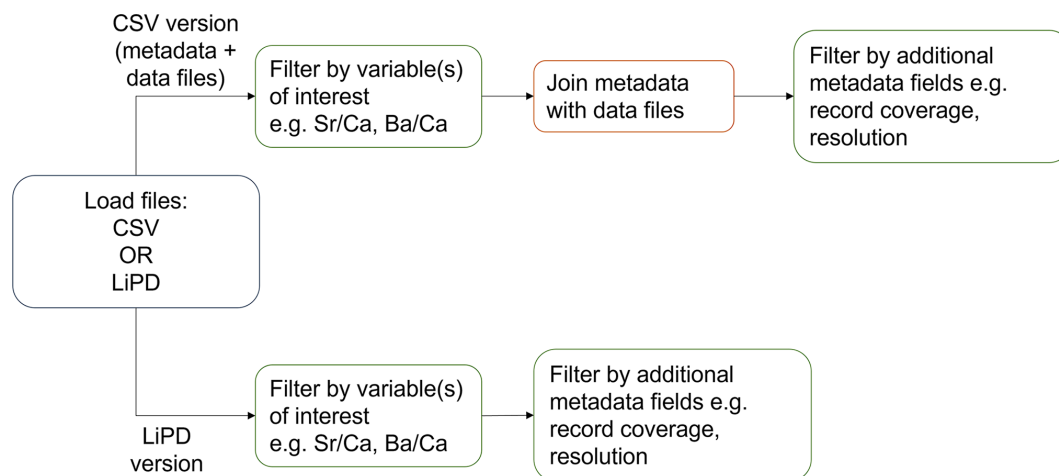 CSV version
(metadata +
data files)
Filter by variable(s)
of interest
e.g. Sr/Ca, Ba/Ca
Join metadata
with data files
Filter by additional
metadata fields e.g.
record coverage,
resolution
Load files:
CSV
OR
LiPD
Filter by variable(s)
of interest
e.g. Sr/Ca, Ba/Ca
Filter by additional
metadata fields e.g.
record coverage,
resolution
LiPD
version